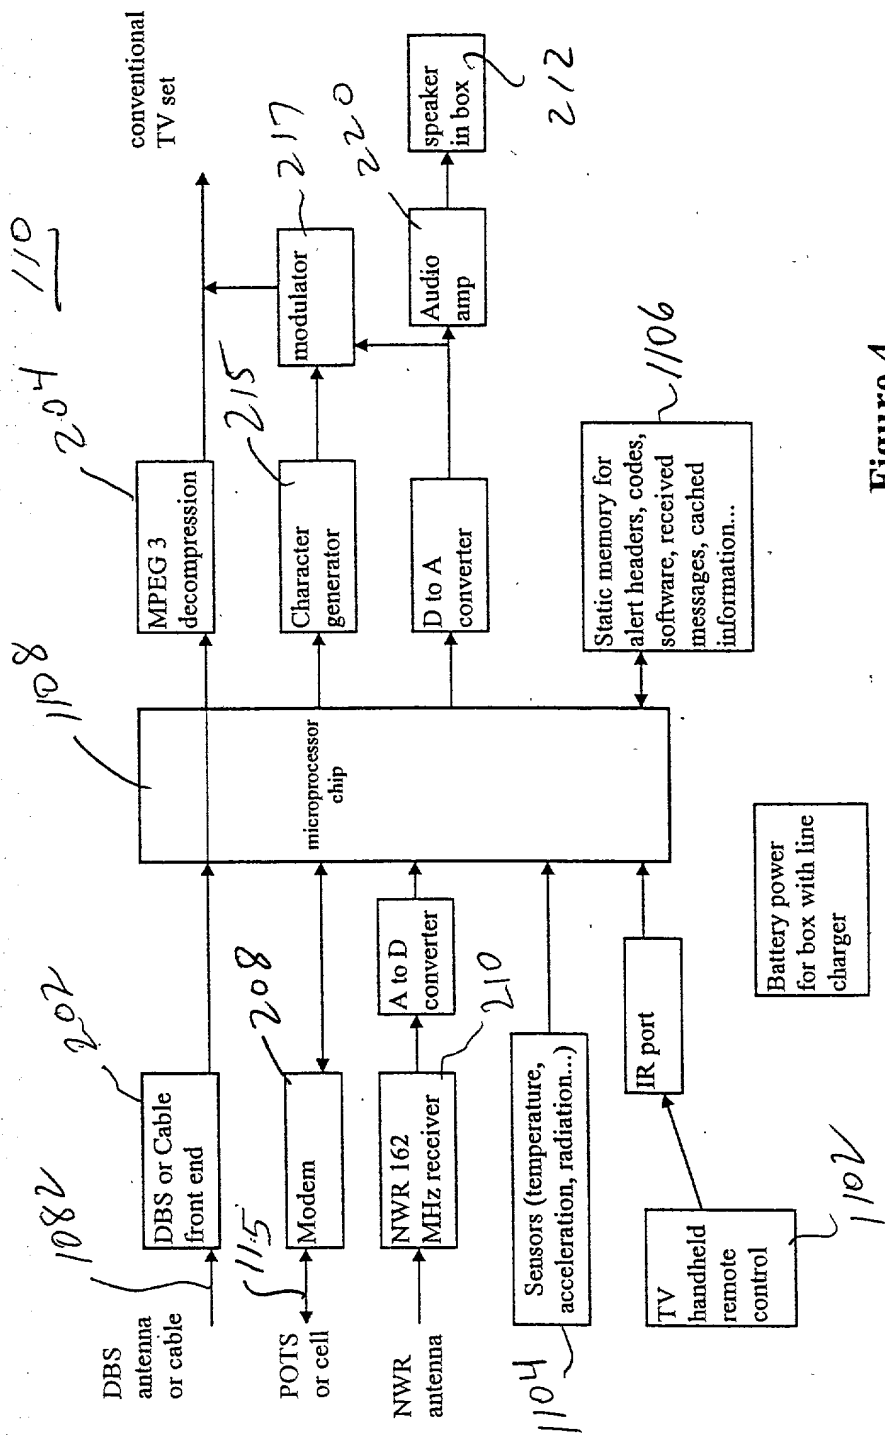 110
conventional
TV set
204
MPEG 3
decompression
1108
202
1082
DBS or Cable
front end
DBS
antenna
or cable
217
modulator
215
Character
generator
microprocessor
chip
208
Modem
115
POTS
or cell
speaker
in box
212
220
Audio
amp
D to A
converter
A to D
converter
210
NWR 162
MHz receiver
NWR
antenna
1106
Static memory for
alert headers, codes,
software, received
messages, cached
information...
Sensors (temperature,
acceleration, radiation...)
1104
IR port
TV
handheld
remote
control
1102
Battery power
for box with line
charger
Figure 4